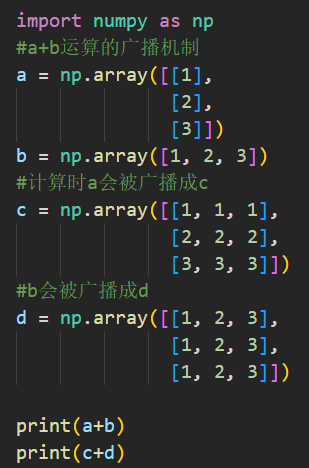 import numpy as np
#a+b运算的广播机制
a = np.array([[1],
              [2],
              [3]])
b = np.array([1, 2, 3])
#计算时a会被广播成c
c = np.array([[1, 1, 1],
              [2, 2, 2],
              [3, 3, 3]])
#b会被广播成d
d = np.array([[1, 2, 3],
              [1, 2, 3],
              [1, 2, 3]])
print(a+b)
print(c+d)